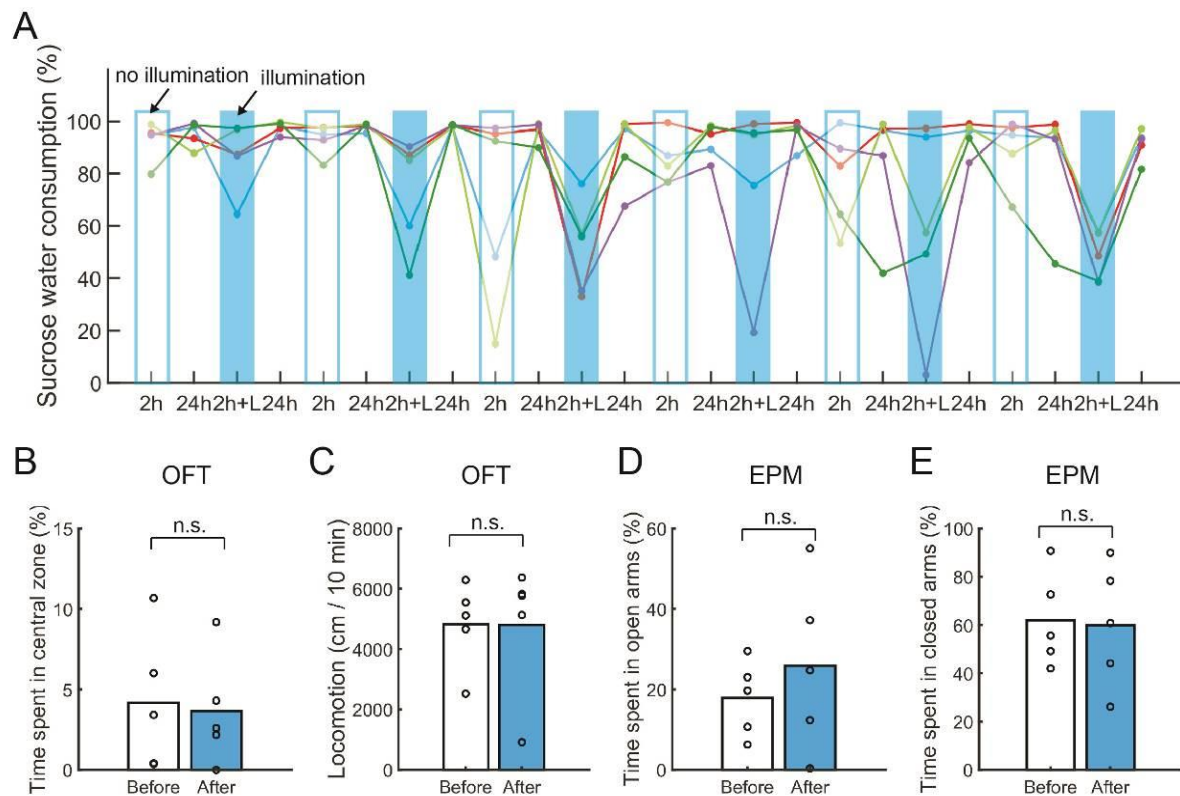 A
Sucrose water consumption (%)
no illumination
illumination
100
80
60
40
20
0
2h 24h 2h+L 24h 2h 24h 2h+L 24h 2h 24h 2h+L 24h 2h 24h 2h+L 24h 2h 24h 2h+L 24h 2h 24h 2h+L 24h
B
OFT
Time spent in central zone (%)
15
10
5
0
n.s.
Before After
C
OFT
Locomotion (cm / 10 min)
8000
6000
4000
2000
0
n.s.
Before After
D
EPM
Time spent in open arms (%)
60
40
20
0
n.s.
Before After
E
EPM
Time spent in closed arms (%)
100
80
60
40
20
0
n.s.
Before After